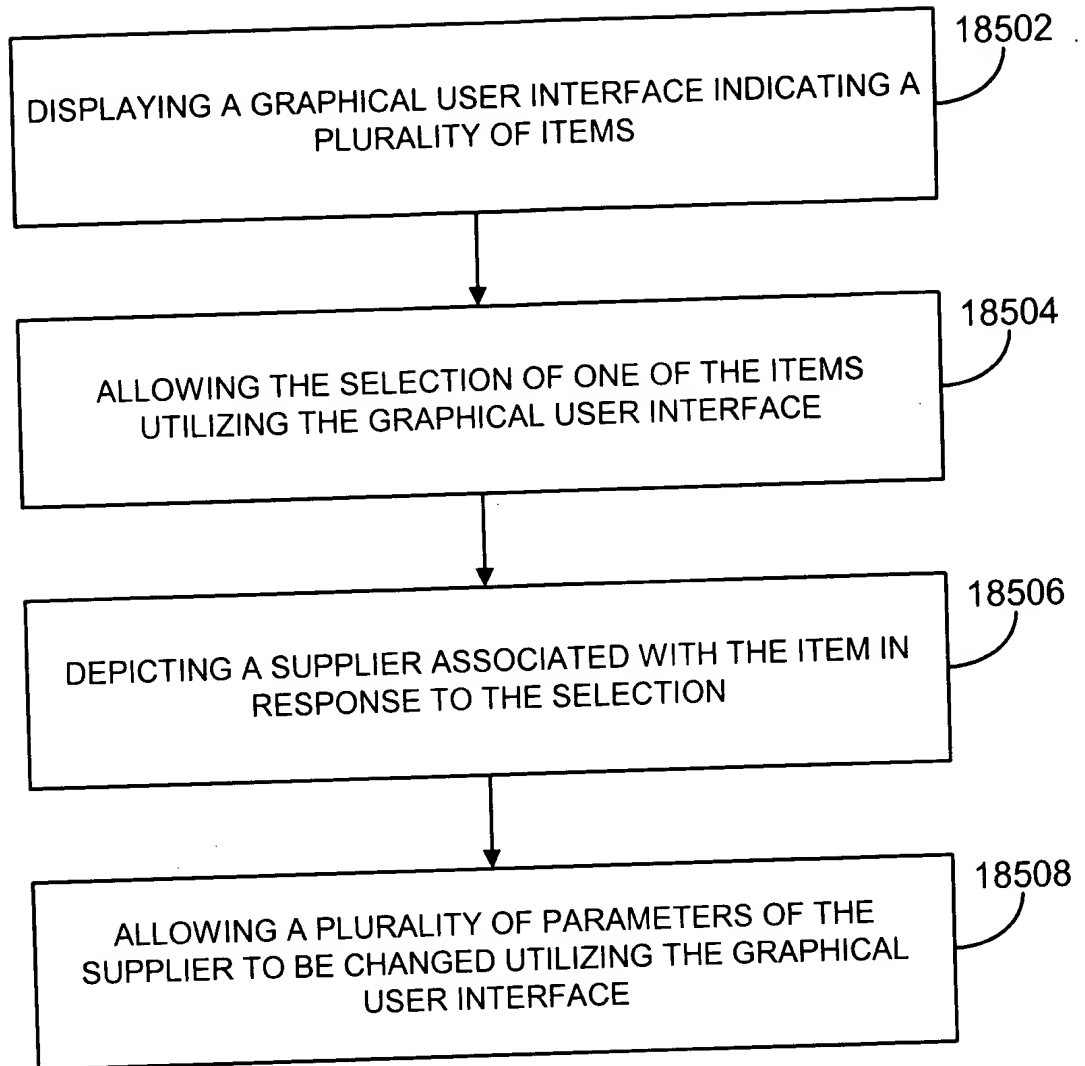 18502
DISPLAYING A GRAPHICAL USER INTERFACE INDICATING A
PLURALITY OF ITEMS
18504
ALLOWING THE SELECTION OF ONE OF THE ITEMS
UTILIZING THE GRAPHICAL USER INTERFACE
18506
DEPICTING A SUPPLIER ASSOCIATED WITH THE ITEM IN
RESPONSE TO THE SELECTION
18508
ALLOWING A PLURALITY OF PARAMETERS OF THE
SUPPLIER TO BE CHANGED UTILIZING THE GRAPHICAL
USER INTERFACE